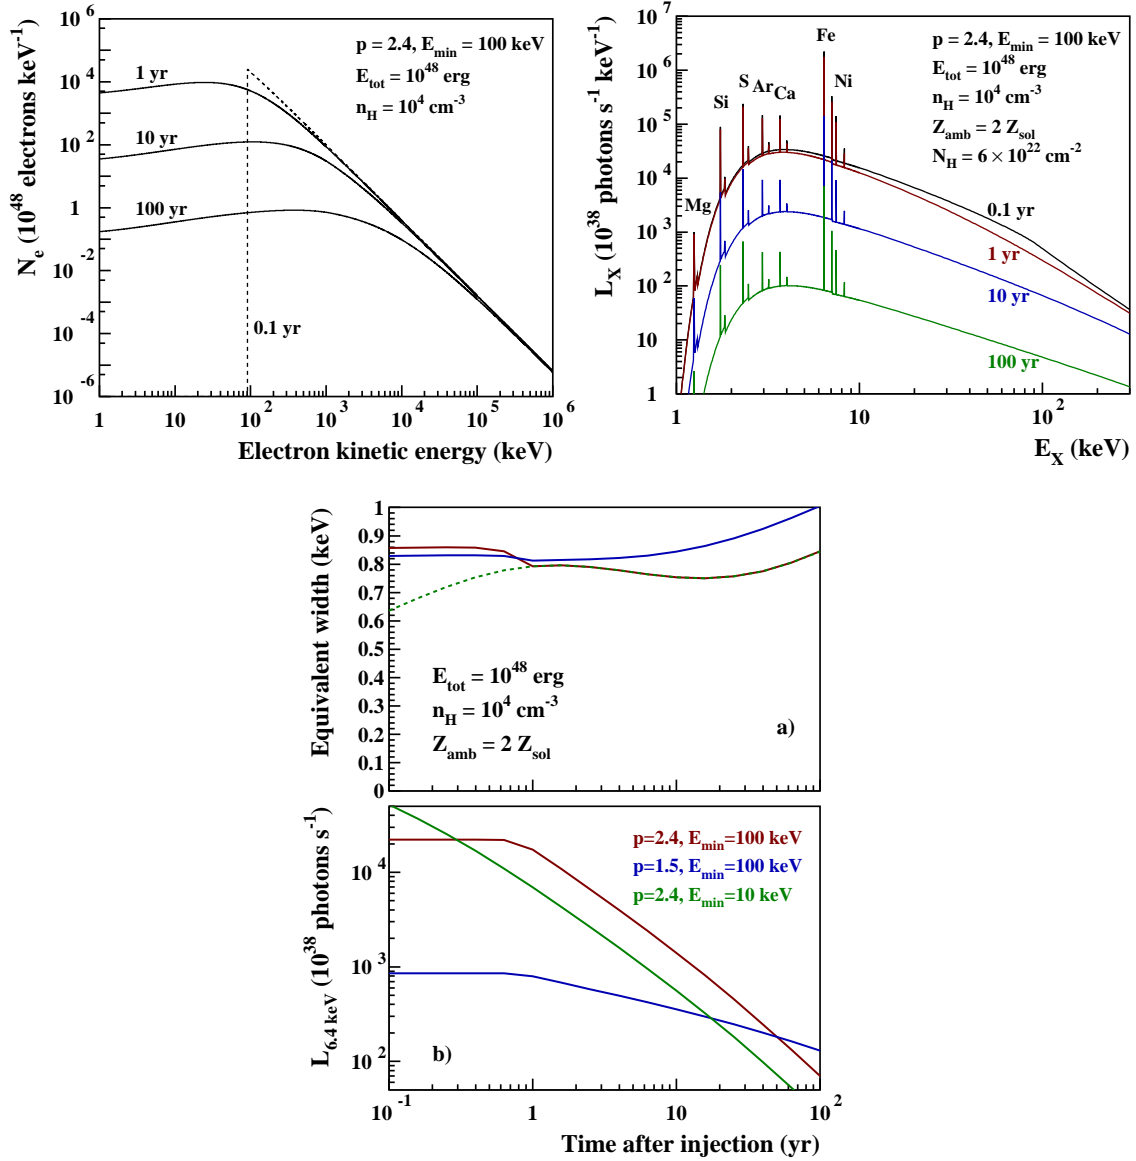 N_e (10^48 electrons keV^-1)
10^6
10^4
10^2
1
10^-2
10^-4
10^-6
10
1 yr
10 yr
100 yr
0.1 yr
p = 2.4, E_min = 100 keV
E_tot = 10^48 erg
n_H = 10^4 cm^-3
1 10 10^2 10^3 10^4 10^5 10^6
Electron kinetic energy (keV)
L_X (10^38 photons s^-1 keV^-1)
10^7
10^6
10^5
10^4
10^3
10^2
10
1
Mg Si S Ar Ca Fe Ni
p = 2.4, E_min = 100 keV
E_tot = 10^48 erg
n_H = 10^4 cm^-3
Z_amb = 2 Z_sol
N_H = 6 × 10^22 cm^-2
0.1 yr
1 yr
10 yr
100 yr
1 10 10^2
E_X (keV)
Equivalent width (keV)
1
0.9
0.8
0.7
0.6
0.5
0.4
0.3
0.2
0.1
0
E_tot = 10^48 erg
n_H = 10^4 cm^-3
Z_amb = 2 Z_sol
a)
L_6.4 keV (10^38 photons s^-1)
10^4
10^3
10^2
p=2.4, E_min=100 keV
p=1.5, E_min=100 keV
p=2.4, E_min=10 keV
b)
10^-1 1 10 10^2
Time after injection (yr)